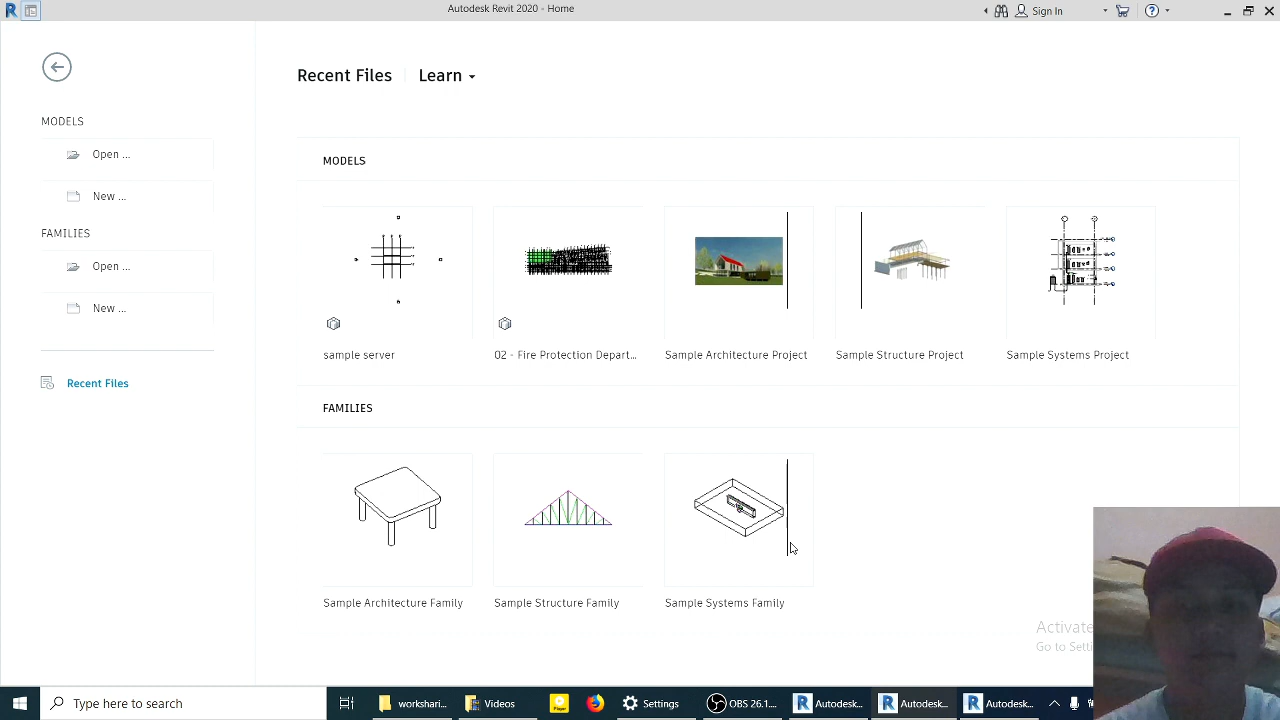 Autodesk Revit 2020 - Home
Sign In
Recent Files
Learn
MODELS
Open ...
New ...
FAMILIES
Open ...
New ...
Recent Files
MODELS
sample server
02 - Fire Protection Depart...
Sample Architecture Project
Sample Structure Project
Sample Systems Project
FAMILIES
Sample Architecture Family
Sample Structure Family
Sample Systems Family
Activate
Go to Setti
Type here to search
workshari...
Videos
Player
Settings
OBS 26.1....
Autodesk...
Autodesk...
Autodesk...